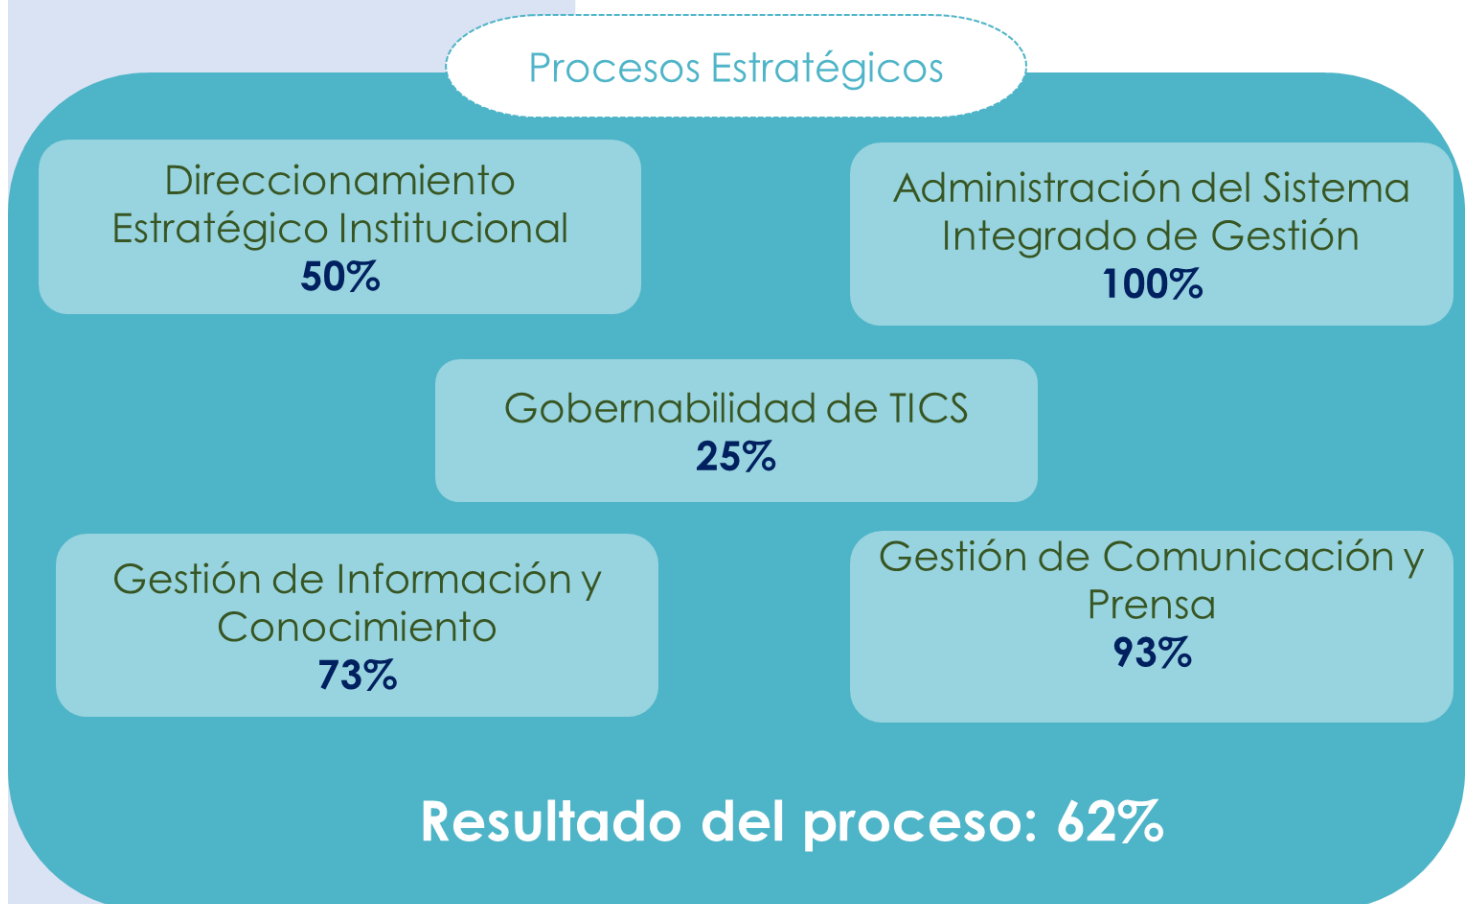 Procesos Estratégicos
Direccionamiento
Estratégico Institucional
50%
Administración del Sistema
Integrado de Gestión
100%
Gobernabilidad de TICS
25%
Gestión de Información y
Conocimiento
73%
Gestión de Comunicación y
Prensa
93%
Resultado del proceso: 62%